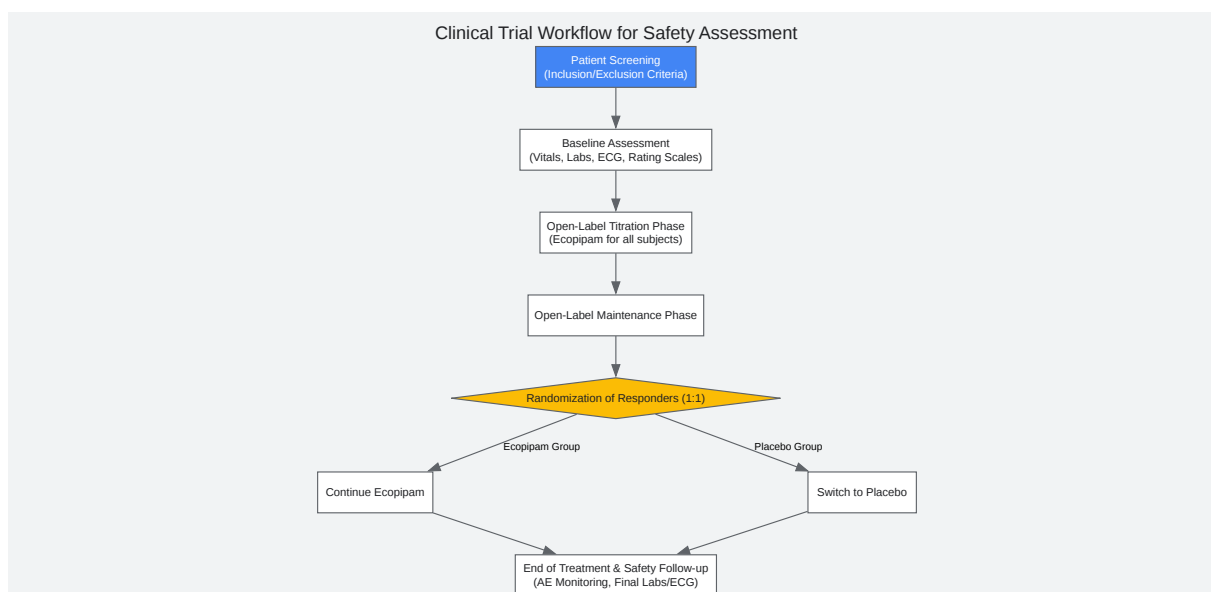 Clinical Trial Workflow for Safety Assessment
Patient Screening
(Inclusion/Exclusion Criteria)
Baseline Assessment
(Vitals, Labs, ECG, Rating Scales)
Open-Label Titration Phase
(Ecopipam for all subjects)
Open-Label Maintenance Phase
Randomization of Responders (1:1)
Ecopipam Group
Placebo Group
Continue Ecopipam
Switch to Placebo
End of Treatment & Safety Follow-up
(AE Monitoring, Final Labs/ECG)